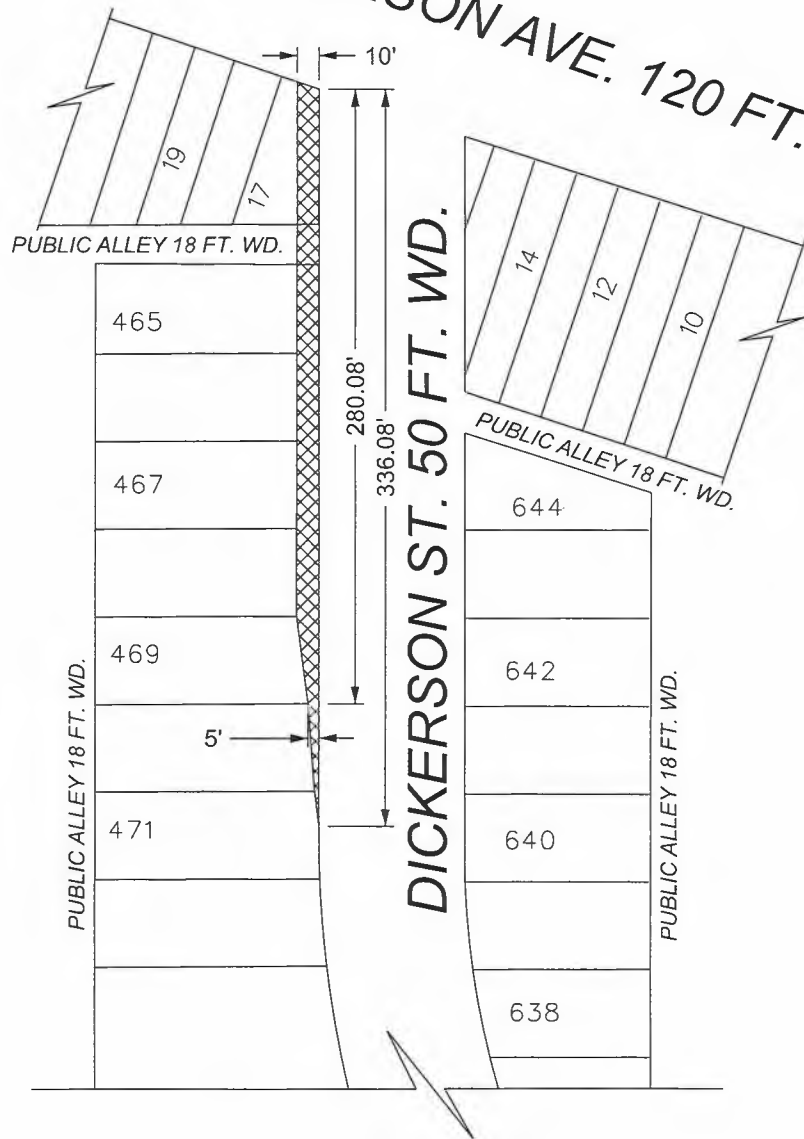 AVE. 120 FT.
10'
19
17
PUBLIC ALLEY 18 FT. WD.
14
12
10
465
280.08'
336.08'
DICKERSON ST. 50 FT. WD.
PUBLIC ALLEY 18 FT. WD.
467
644
469
642
5'
PUBLIC ALLEY 18 FT. WD.
PUBLIC ALLEY 18 FT. WD.
471
640
638